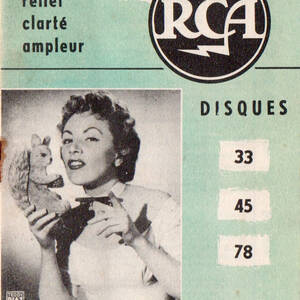 relief
clarté
ampleur
RCA
DISQUES
33
45
78